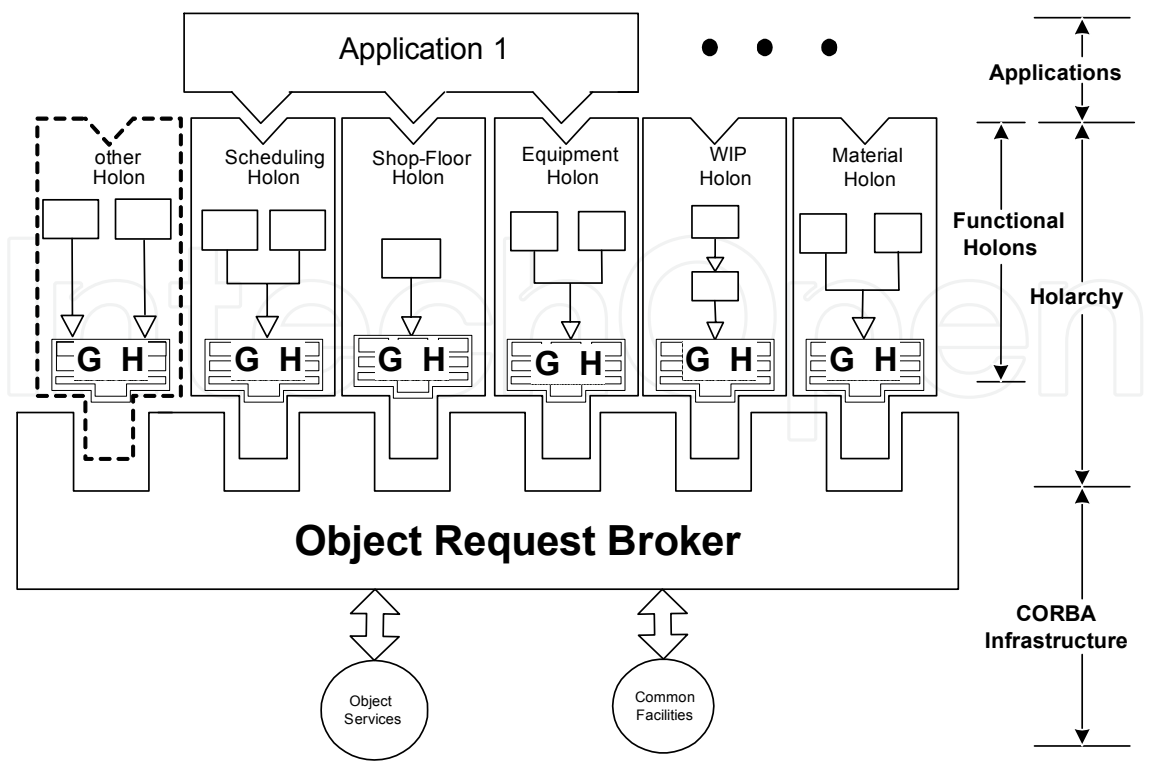 Application 1
Applications
other
Holon
Scheduling
Holon
Shop-Floor
Holon
Equipment
Holon
WIP
Holon
Material
Holon
Functional
Holons
Holarchy
G H
G H
G H
G H
G H
G H
Object Request Broker
CORBA
Infrastructure
Object
Services
Common
Facilities
IntechOpen